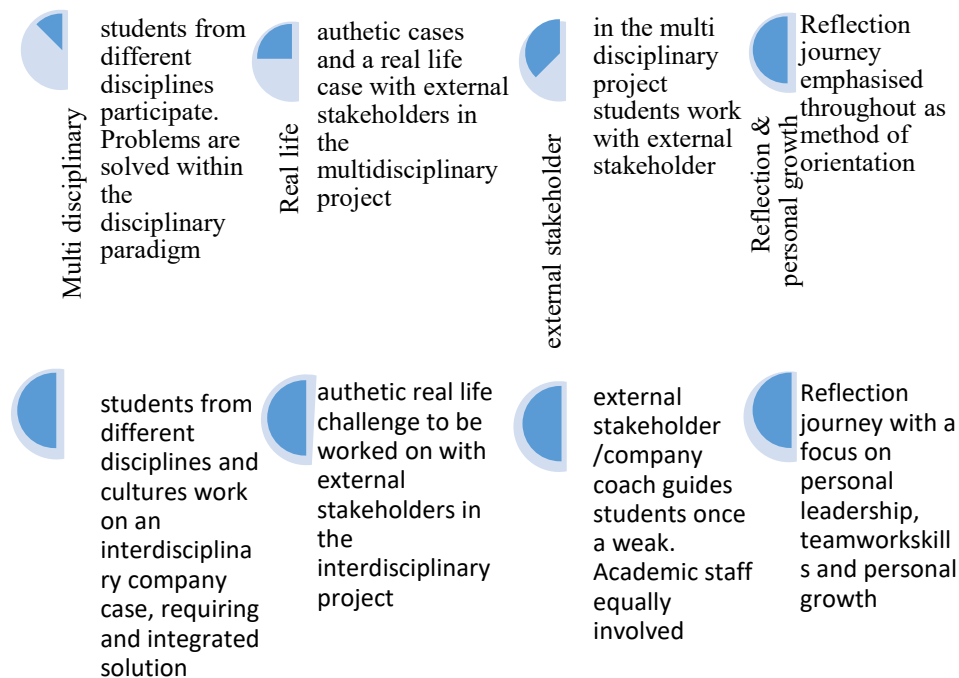 Multi disciplinary
students from
different
disciplines
participate.
Problems are
solved within
the
disciplinary
paradigm
Real life
authetic cases
and a real life
case with external
stakeholders in
the
multidisciplinary
project
external stakeholder
in the multi
disciplinary
project
students work
with external
stakeholder
Reflection &
personal growth
Reflection
journey
emphasised
throughout as
method of
orientation
students from
different
disciplines and
cultures work
on an
interdisciplina
ry company
case, requiring
and integrated
solution
authetic real life
challenge to be
worked on with
external
stakeholders in
the
interdisciplinary
project
external
stakeholder
/company
coach guides
students once
a weak.
Academic staff
equally
involved
Reflection
journey with a
focus on
personal
leadership,
teamworkskill
s and personal
growth